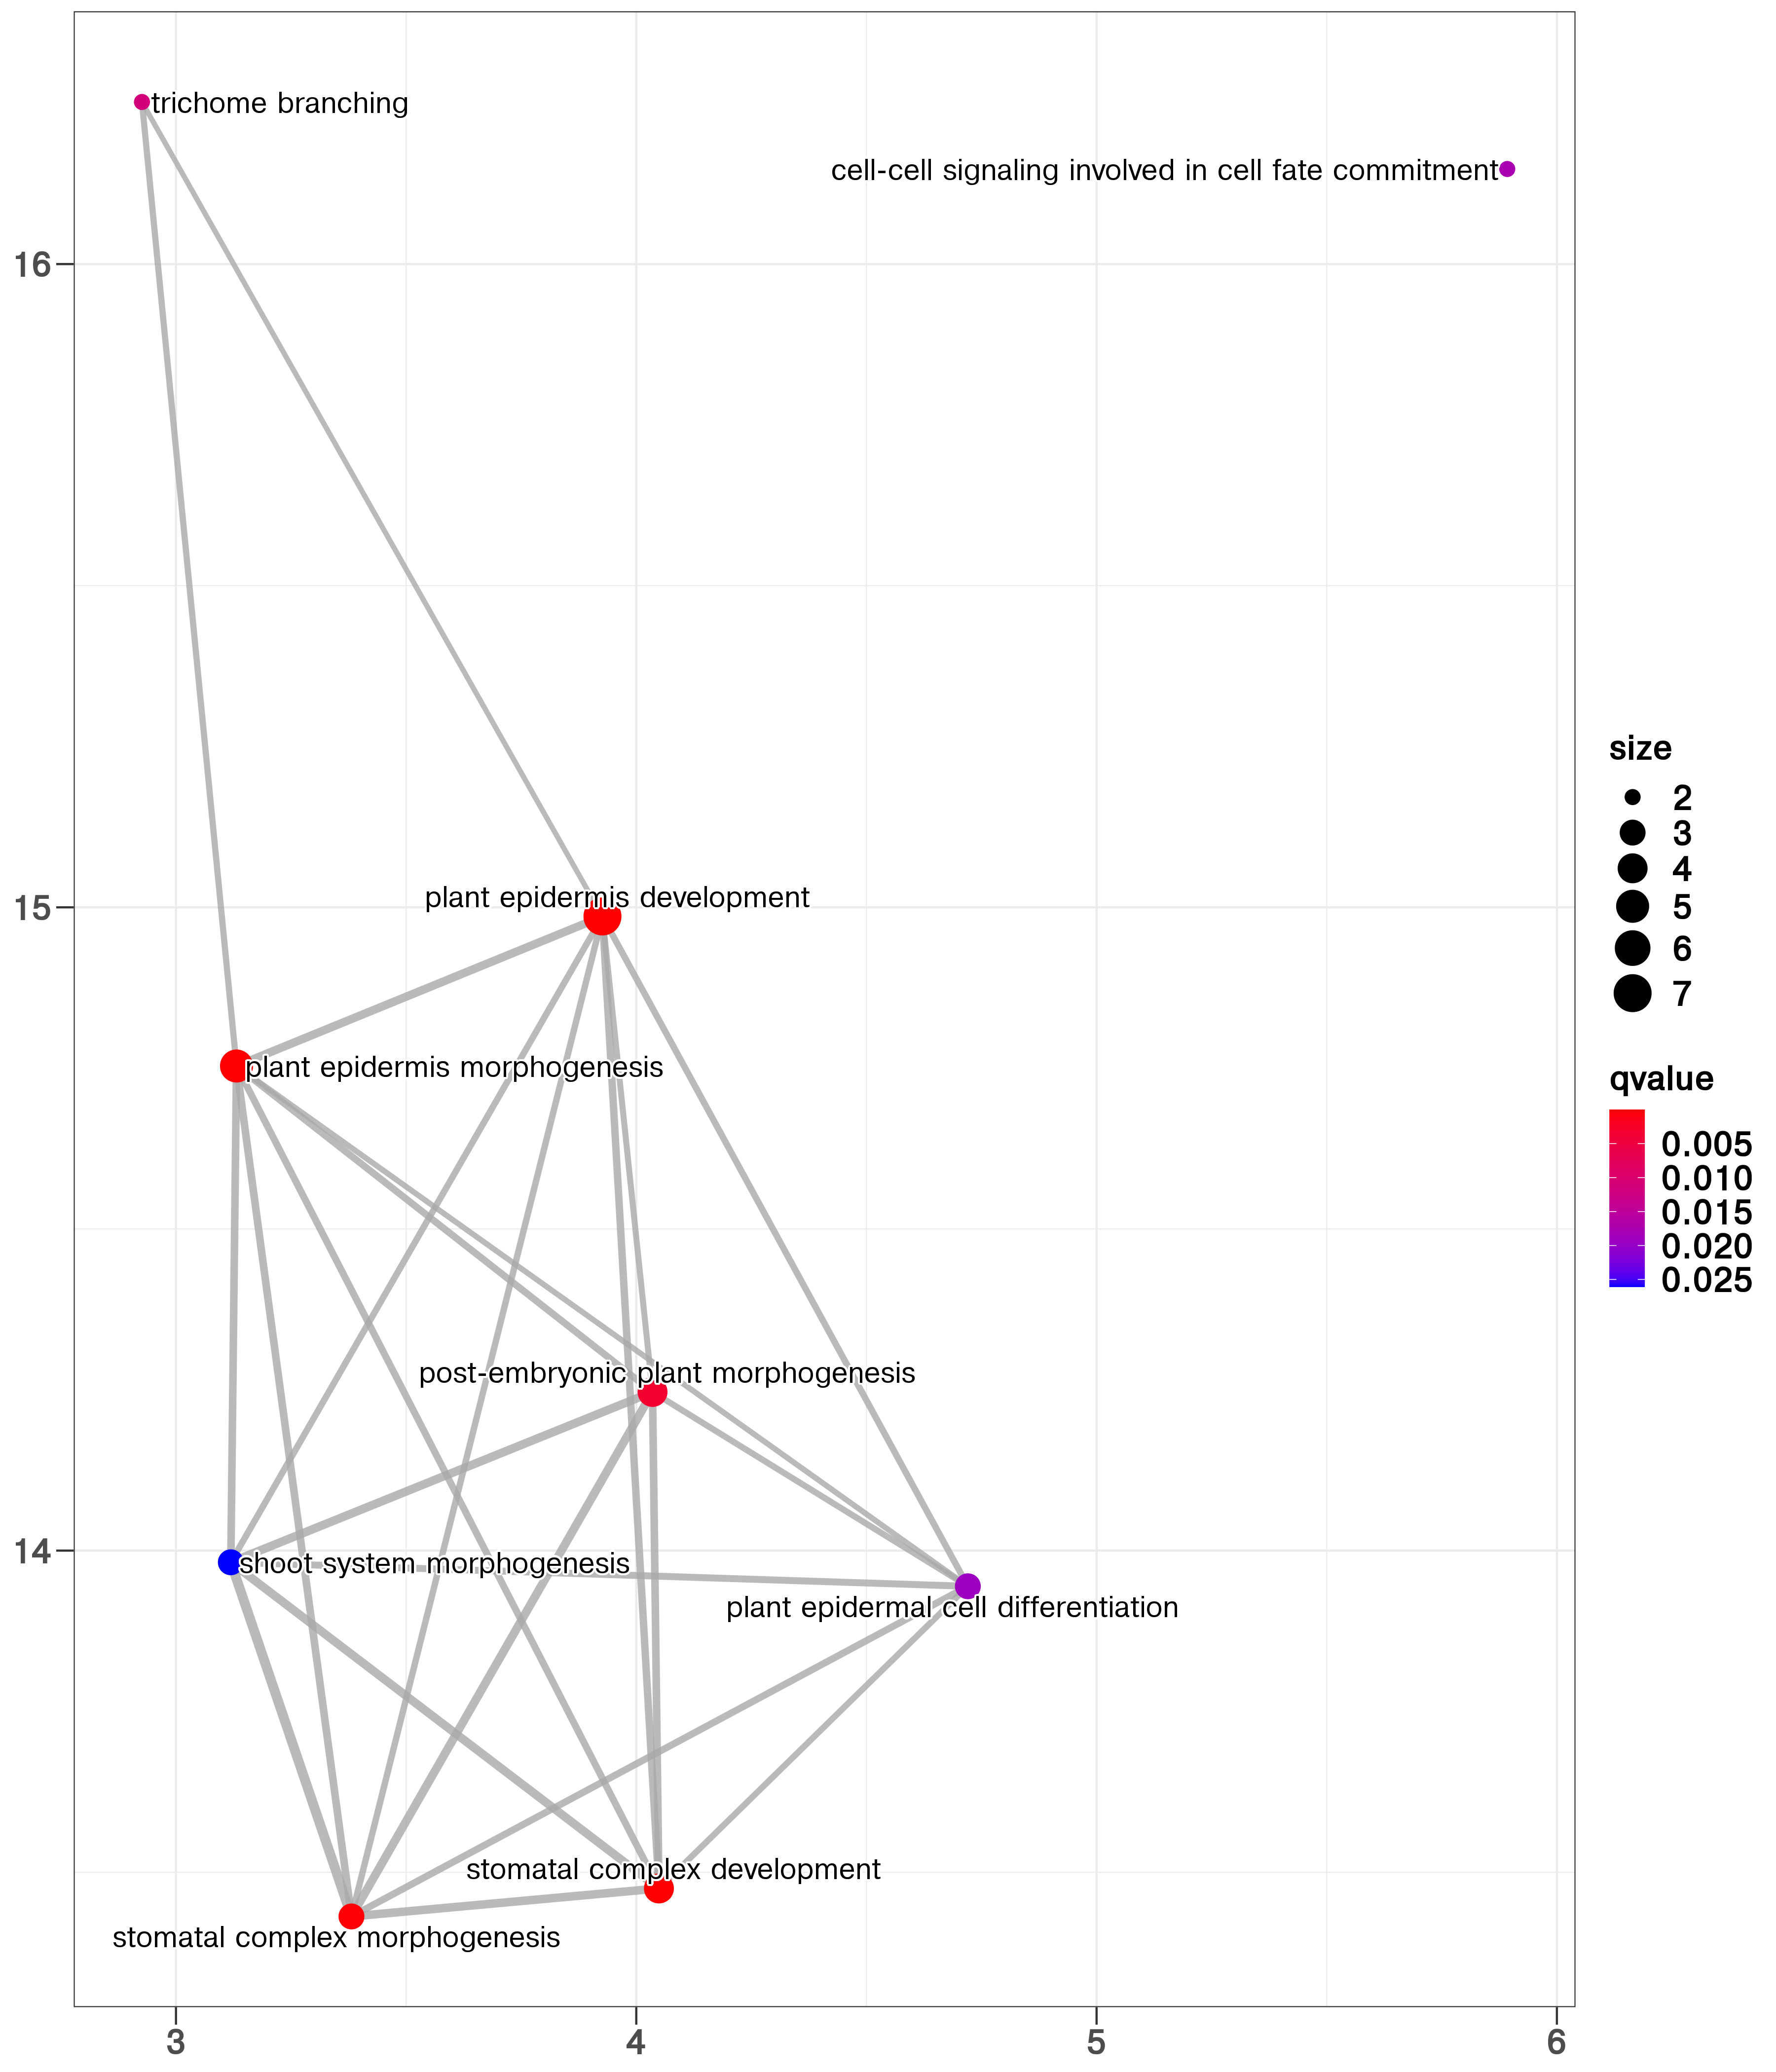 trichome branching
cell-cell signaling involved in cell fate commitment
16
15
plant epidermis development
plant epidermis morphogenesis
post-embryonic plant morphogenesis
14
shoot system morphogenesis
plant epidermal cell differentiation
stomatal complex development
stomatal complex morphogenesis
3
4
5
6
size
2
3
4
5
6
7
qvalue
0.005
0.010
0.015
0.020
0.025